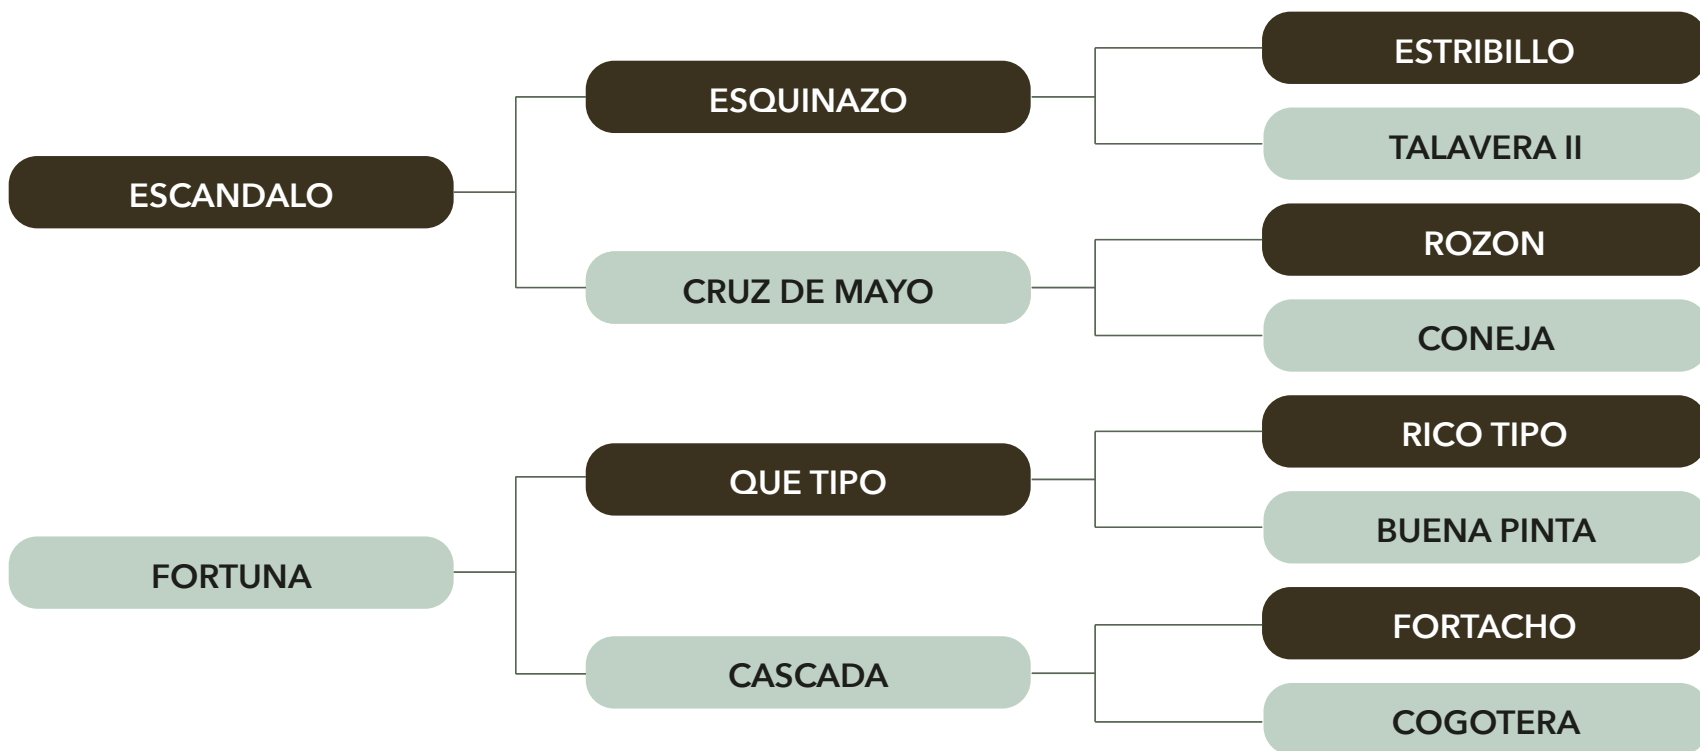 ESCANDALO
ESQUINAZO
ESTRIBILLO
TALAVERA II
CRUZ DE MAYO
ROZON
CONEJA
FORTUNA
QUE TIPO
RICO TIPO
BUENA PINTA
CASCADA
FORTACHO
COGOTERA